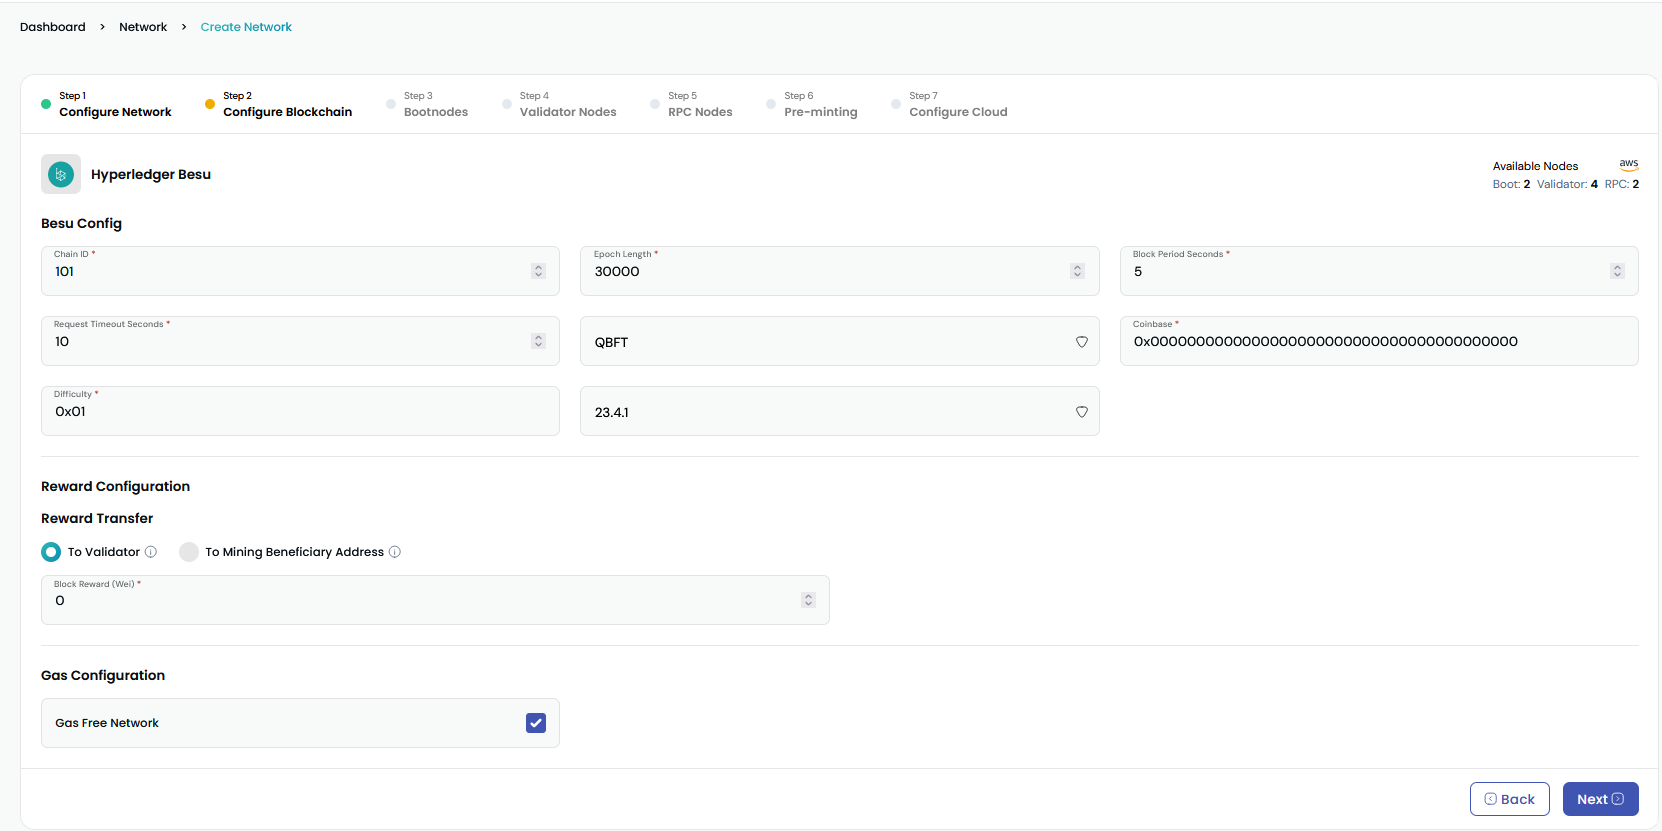 Dashboard > Network > Create Network
Step 1
Configure Network
Step 2
Configure Blockchain
Step 3
Bootnodes
Step 4
Validator Nodes
Step 5
RPC Nodes
Step 6
Pre-minting
Step 7
Configure Cloud
Hyperledger Besu
Available Nodes
aws
Boot: 2 Validator: 4 RPC: 2
Besu Config
Chain ID *
101
Epoch Length *
30000
Block Period Seconds *
5
Request Timeout Seconds *
10
QBFT
Coinbase *
0x0000000000000000000000000000000000000000
Difficulty *
0x01
23.4.1
Reward Configuration
Reward Transfer
To Validator
To Mining Beneficiary Address
Block Reward (Wei) *
0
Gas Configuration
Gas Free Network
Back
Next